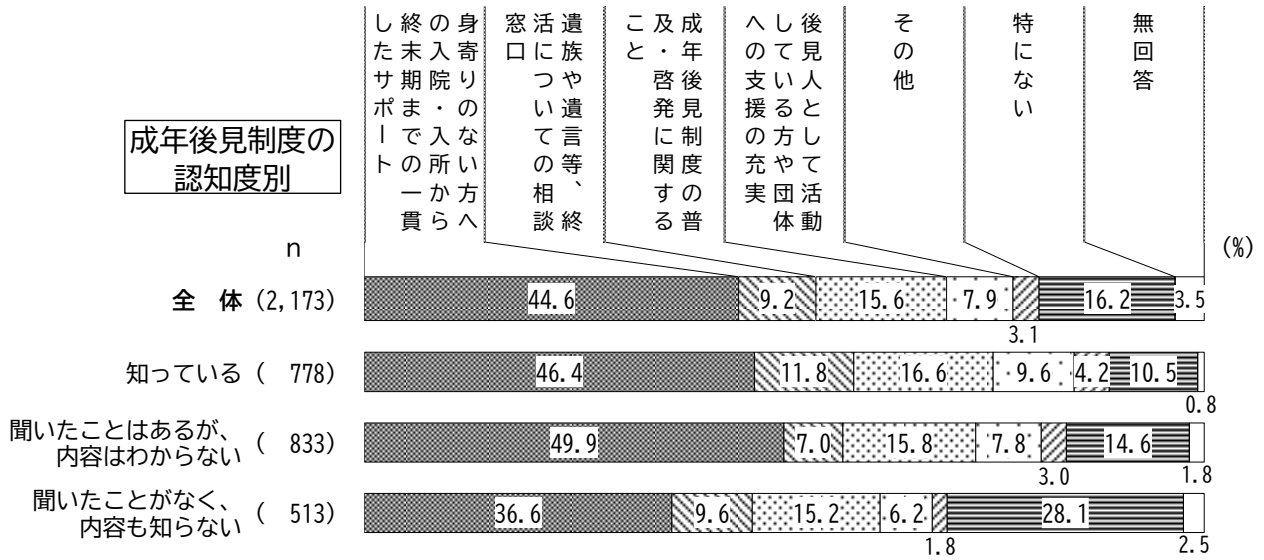 身寄りのない方へ
の入院・入所から
終末期までの一貫
したサポート
遺族や遺言等、終
活についての相談
窓口
成年後見制度の普
及・啓発に関する
こと
後見人として活動
している方や団体
への支援の充実
その他
特にない
無回答
成年後見制度の
認知度別
n
(%)
全 体 (2,173) 44.6 9.2 15.6 7.9 3.1 16.2 3.5
知っている ( 778) 46.4 11.8 16.6 9.6 4.2 10.5 0.8
聞いたことはあるが、
内容はわからない ( 833) 49.9 7.0 15.8 7.8 3.0 14.6 1.8
聞いたことがなく、
内容も知らない ( 513) 36.6 9.6 15.2 6.2 1.8 28.1 2.5